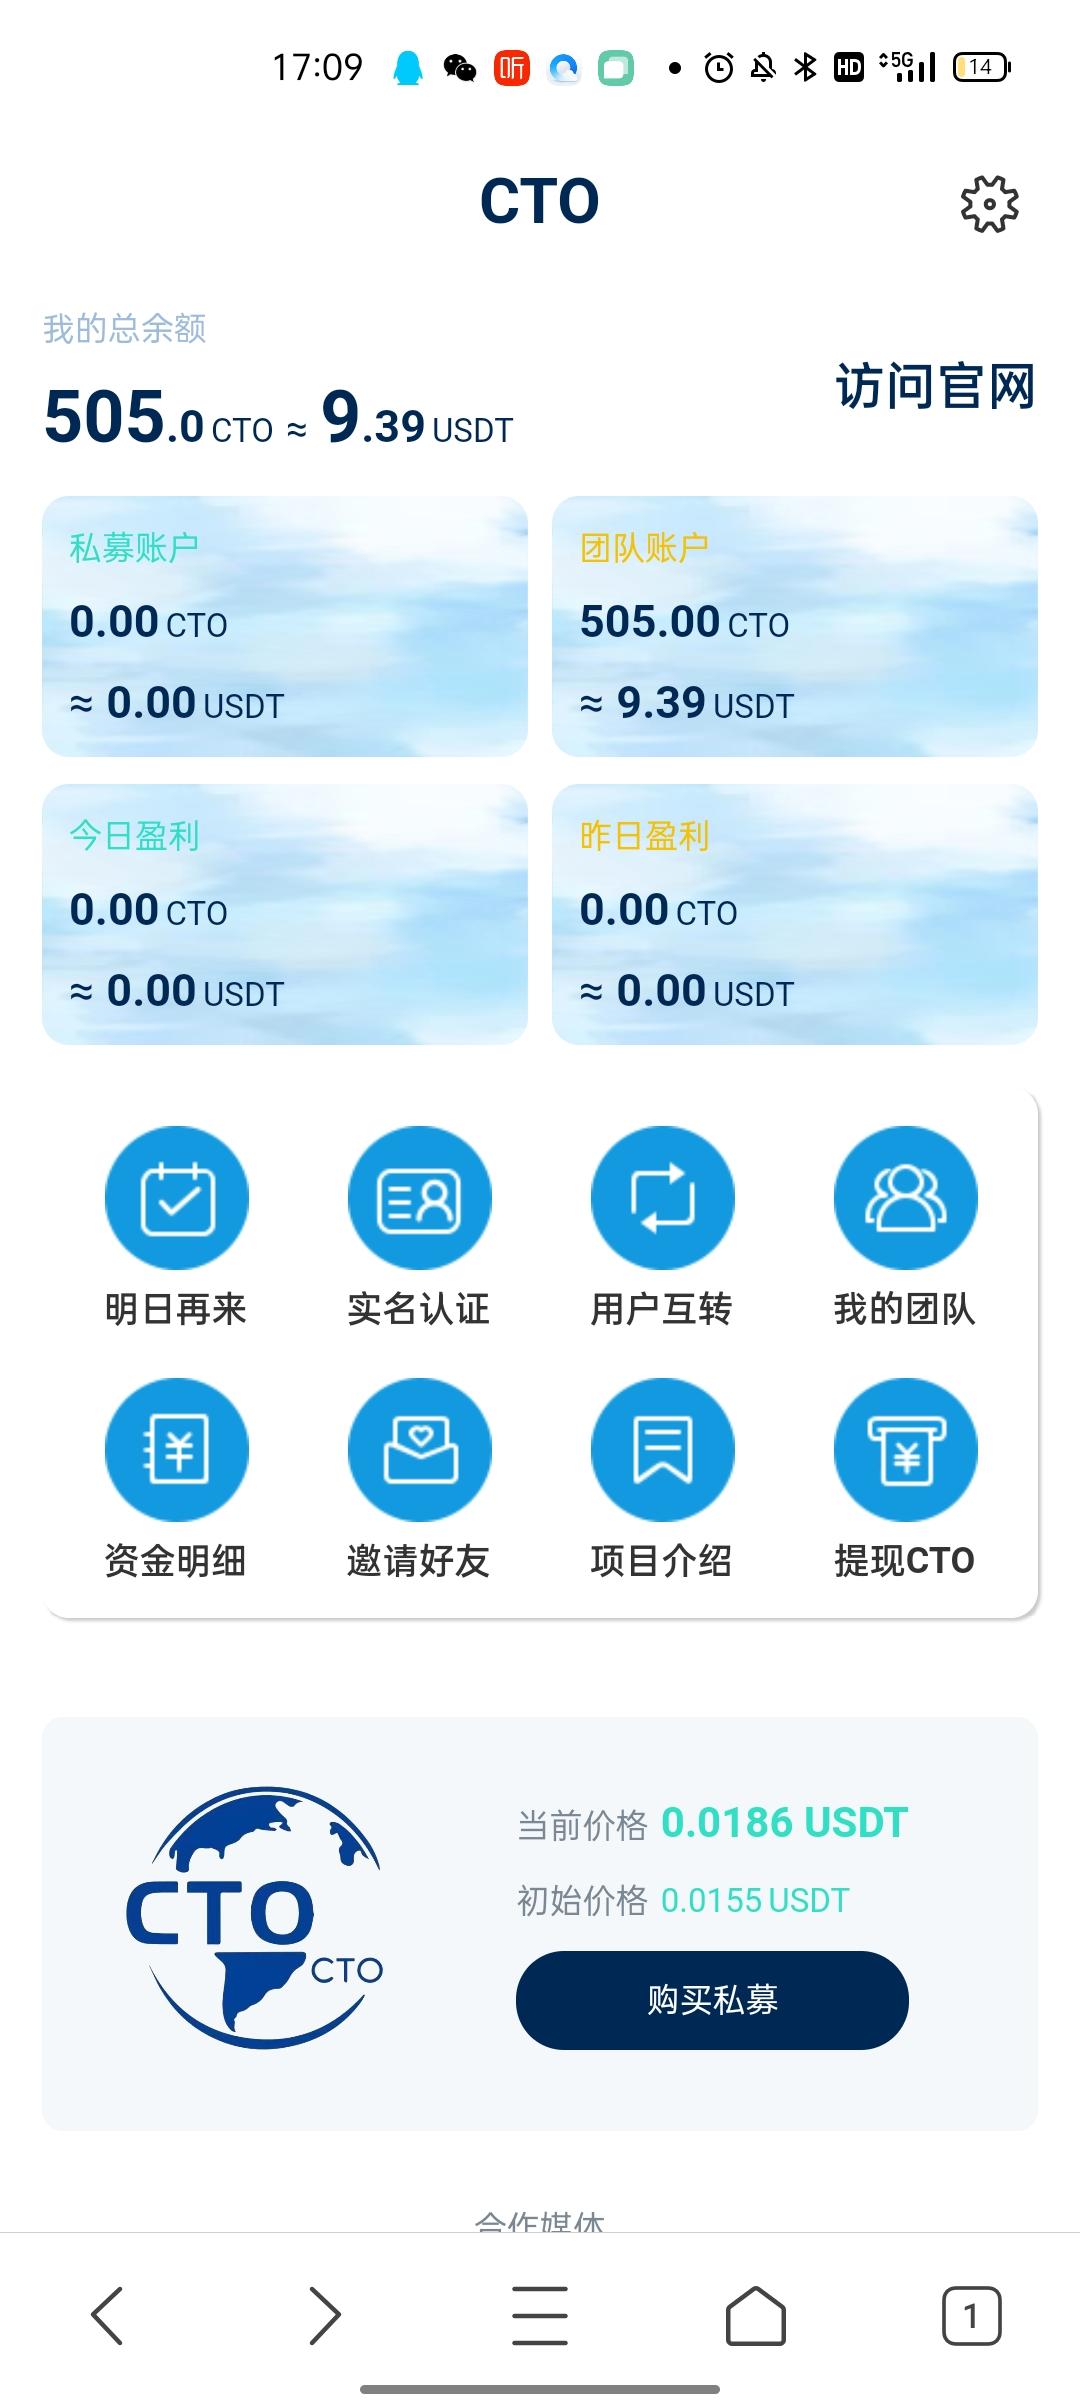 17:09 听 HD 5G 14
CTO
我的总余额
505.0 CTO ≈ 9.39 USDT
访问官网
私募账户
0.00 CTO
≈ 0.00 USDT
团队账户
505.00 CTO
≈ 9.39 USDT
今日盈利
0.00 CTO
≈ 0.00 USDT
昨日盈利
0.00 CTO
≈ 0.00 USDT
明日再来 实名认证 用户互转 我的团队
资金明细 邀请好友 项目介绍 提现CTO
CTO
CTO
当前价格 0.0186 USDT
初始价格 0.0155 USDT
购买私募
合作媒体
1